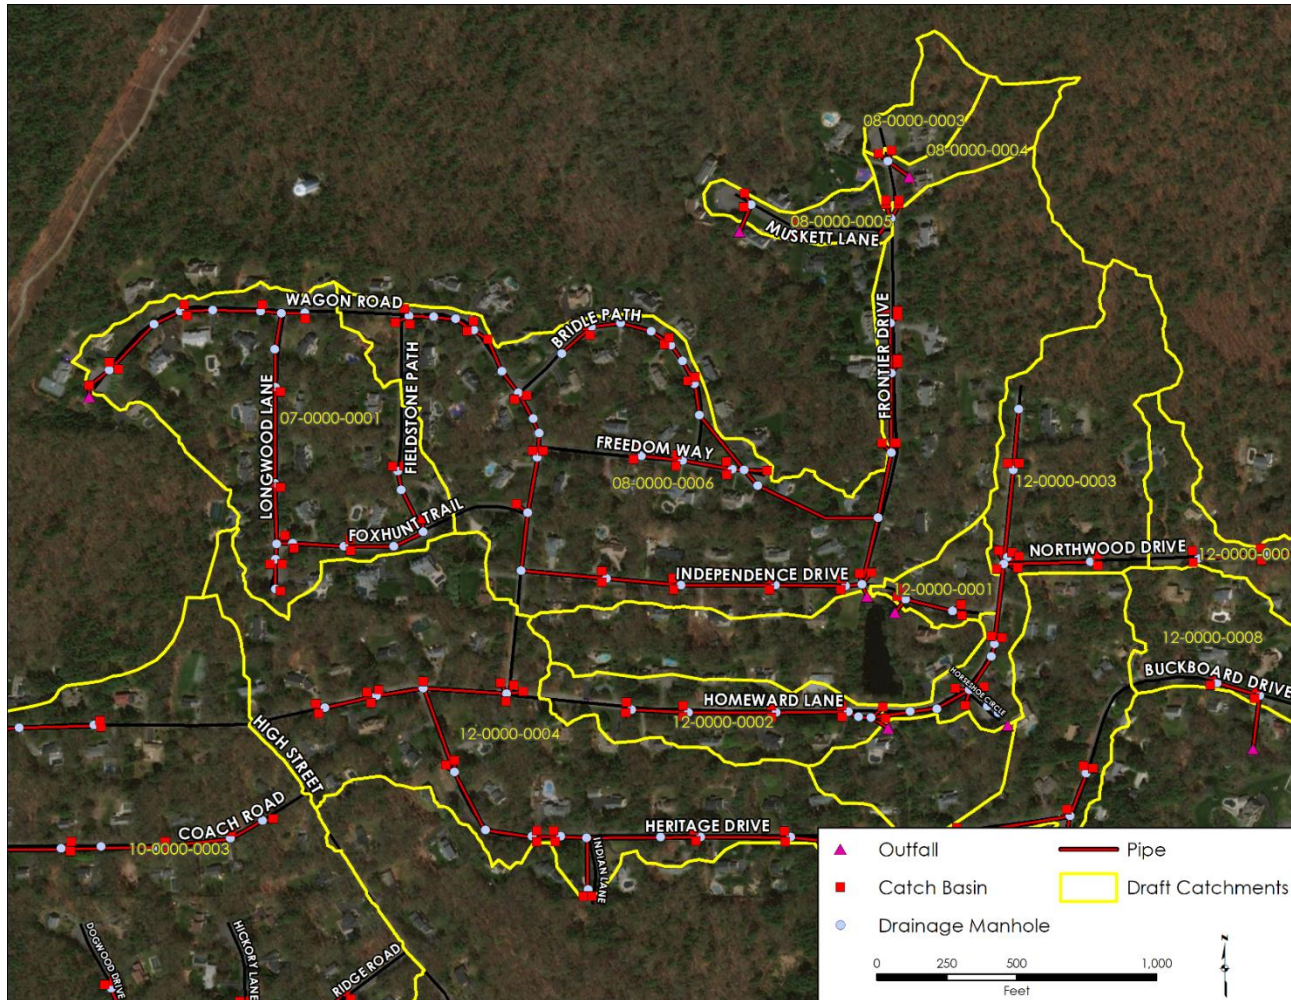 08-0000-0003
08-0000-0004
08-0000-0005
MUSKETT LANE
WAGON ROAD
BRIDLE PATH
FRONTIER DRIVE
FIELDSTONE PATH
LONGWOOD LANE
07-0000-0001
FREEDOM WAY
08-0000-0006
12-0000-0003
FOXHUNT TRAIL
NORTHWOOD DRIVE
12-0000-000
INDEPENDENCE DRIVE
12-0000-0001
12-0000-0008
BUCKBOARD DRIVE
HORSESHOE CIRCLE
HOMEWARD LANE
12-0000-0002
HIGH STREET
12-0000-0004
COACH ROAD
10-0000-0003
HERITAGE DRIVE
INDIAN LANE
DOGWOOD DRIVE
HICKORY LANE
RIDGE ROAD
Outfall
Pipe
Catch Basin
Draft Catchments
Drainage Manhole
0 250 500 1,000
Feet
N